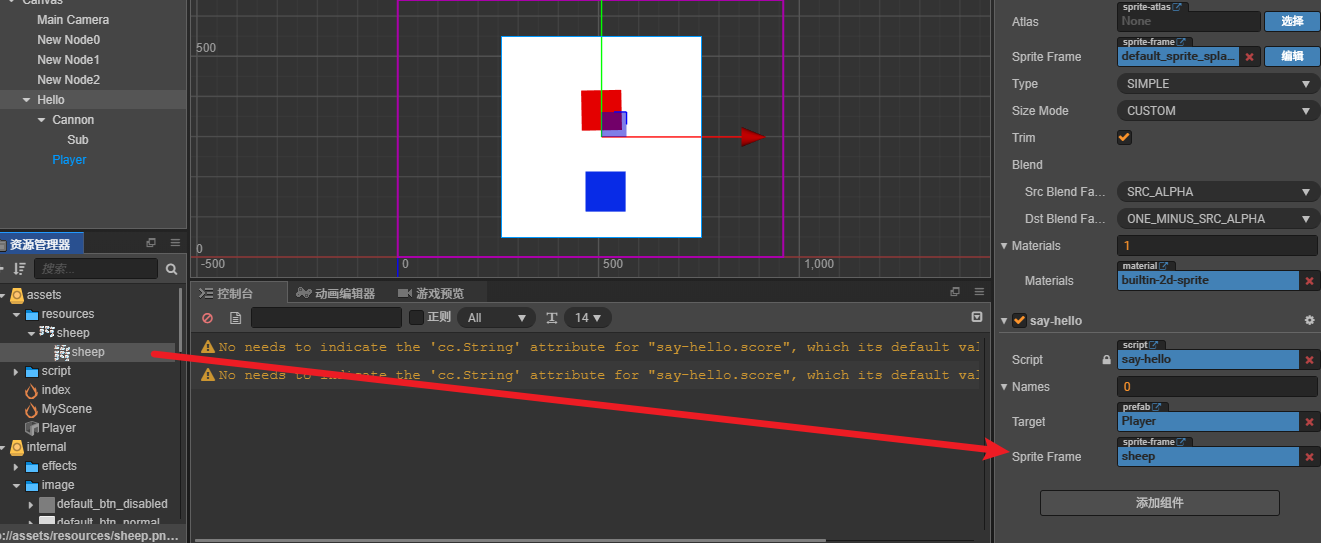 Canvas
Main Camera
New Node0
New Node1
New Node2
Hello
Cannon
Sub
Player
资源管理器
搜索...
assets
resources
sheep
sheep
script
index
MyScene
Player
internal
effects
image
default_btn_disabled
default_btn_normal
://assets/resources/sheep.pn...
500
0
-500
0
500
1,000
控制台
动画编辑器
游戏预览
正则
All
14
No needs to indicate the 'cc.String' attribute for "say-hello.score", which its default val
No needs to indicate the 'cc.String' attribute for "say-hello.score", which its default val
sprite-atlas
Atlas
None
选择
sprite-frame
Sprite Frame
default_sprite_spla...
编辑
Type
SIMPLE
Size Mode
CUSTOM
Trim
Blend
Src Blend Fa...
SRC_ALPHA
Dst Blend Fa...
ONE_MINUS_SRC_ALPHA
Materials
1
material
Materials
builtin-2d-sprite
say-hello
script
Script
say-hello
Names
0
prefab
Target
Player
sprite-frame
Sprite Frame
sheep
添加组件